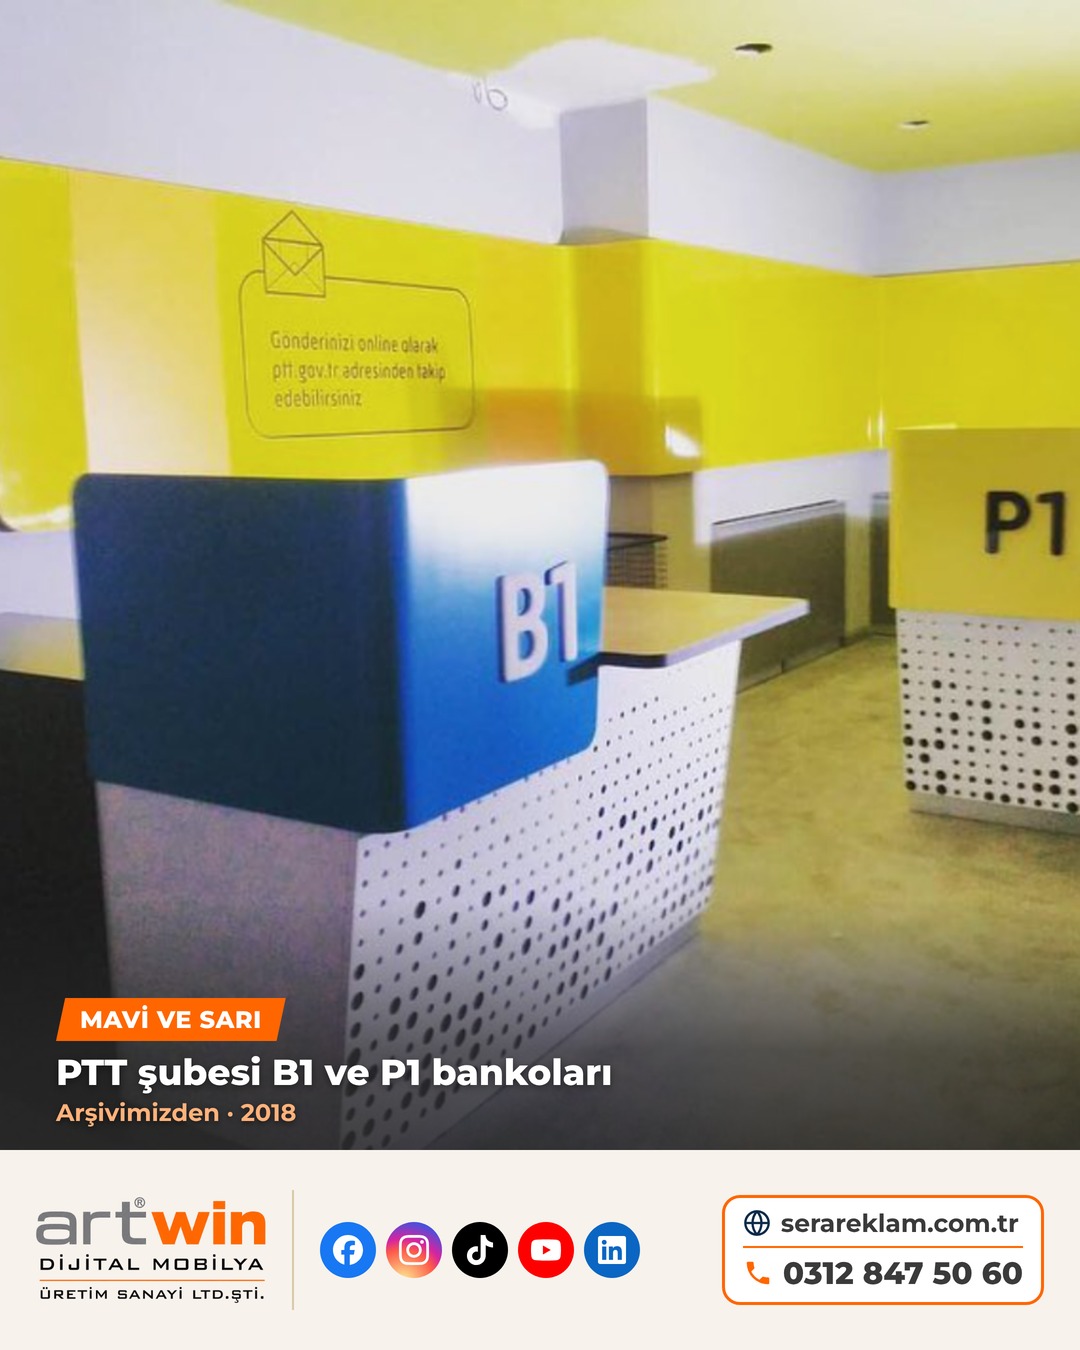 Gönderinizi online olarak
ptt.gov.tr adresinden takip
edebilirsiniz
P1
B1
MAVİ VE SARI
PTT şubesi B1 ve P1 bankoları
Arşivimizden · 2018
artwin®
DİJİTAL MOBİLYA
ÜRETİM SANAYİ LTD.ŞTİ.
serareklam.com.tr
0312 847 50 60